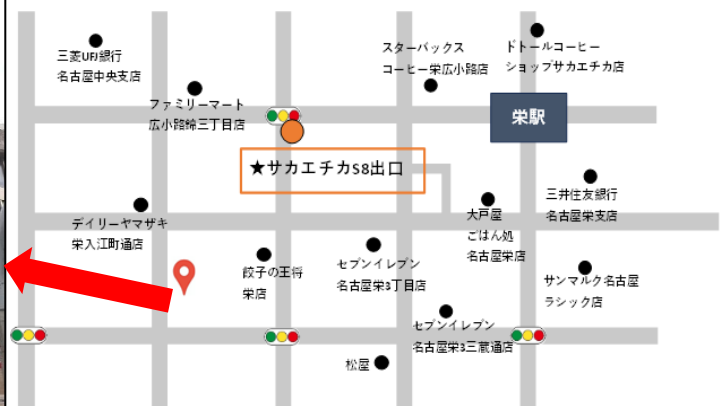 三菱UFJ銀行
名古屋中央支店
ファミリーマート
広小路錦三丁目店
スターバックス
コーヒー栄広小路店
ドトールコーヒー
ショップサカエチカ店
栄駅
★サカエチカS8出口
デイリーヤマザキ
栄入江町通店
餃子の王将
栄店
セブンイレブン
名古屋栄3丁目店
大戸屋
ごはん処
名古屋栄店
三井住友銀行
名古屋栄支店
サンマルク名古屋
ラシック店
セブンイレブン
名古屋栄3三蔵通店
松屋